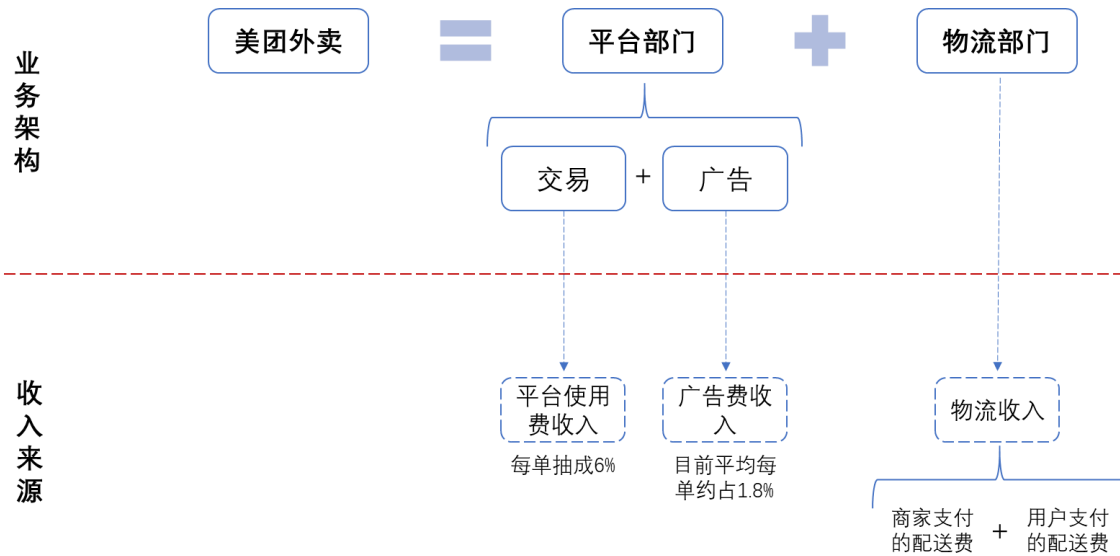 业务架构
美团外卖
=
平台部门
+
物流部门
交易
+
广告
收入来源
平台使用
费收入
每单抽成6%
广告费收
入
目前平均每
单约占1.8%
物流收入
商家支付
的配送费
+
用户支付
的配送费